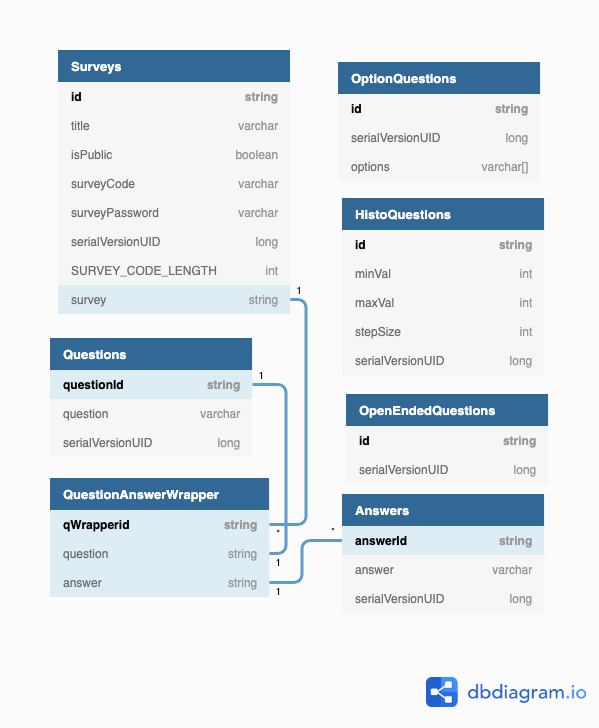 Surveys
id string
title varchar
isPublic boolean
surveyCode varchar
surveyPassword varchar
serialVersionUID long
SURVEY_CODE_LENGTH int
survey string
1
Questions
questionId string
1
question varchar
serialVersionUID long
QuestionAnswerWrapper
qWrapperid string
*
question string
1
answer string
1
OptionQuestions
id string
serialVersionUID long
options varchar[]
HistoQuestions
id string
minVal int
maxVal int
stepSize int
serialVersionUID long
OpenEndedQuestions
id string
serialVersionUID long
Answers
*
answerId string
answer varchar
serialVersionUID long
dbdiagram.io